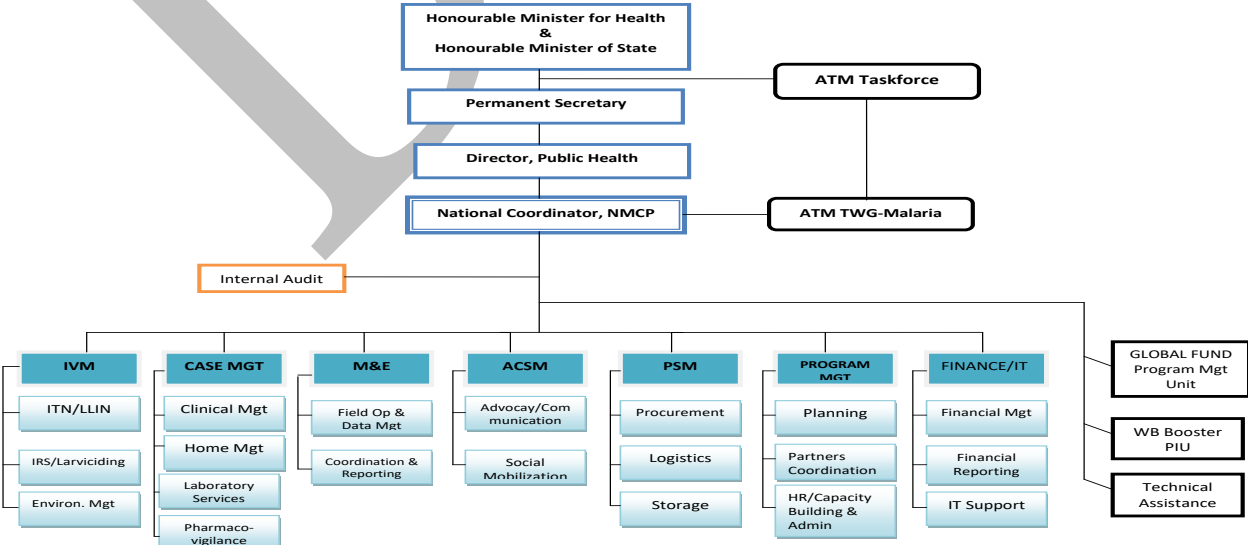 Honourable Minister for Health
&
Honourable Minister of State
ATM Taskforce
Permanent Secretary
Director, Public Health
National Coordinator, NMCP
ATM TWG-Malaria
Internal Audit
IVM
ITN/LLIN
IRS/Larviciding
Environ. Mgt
CASE MGT
Clinical Mgt
Home Mgt
Laboratory
Services
Pharmaco-
vigilance
M&E
Field Op &
Data Mgt
Coordination &
Reporting
ACSM
Advocay/Com
munication
Social
Mobilization
PSM
Procurement
Logistics
Storage
PROGRAM
MGT
Planning
Partners
Coordination
HR/Capacity
Building &
Admin
FINANCE/IT
Financial Mgt
Financial
Reporting
IT Support
GLOBAL FUND
Program Mgt
Unit
WB Booster
PIU
Technical
Assistance